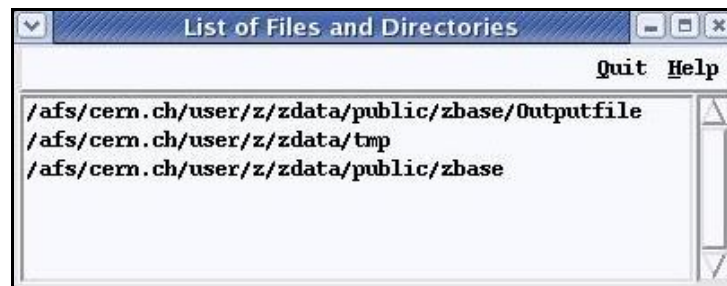 List of Files and Directories
Quit Help
/afs/cern.ch/user/z/zdata/public/zbase/Outputfile
/afs/cern.ch/user/z/zdata/tmp
/afs/cern.ch/user/z/zdata/public/zbase